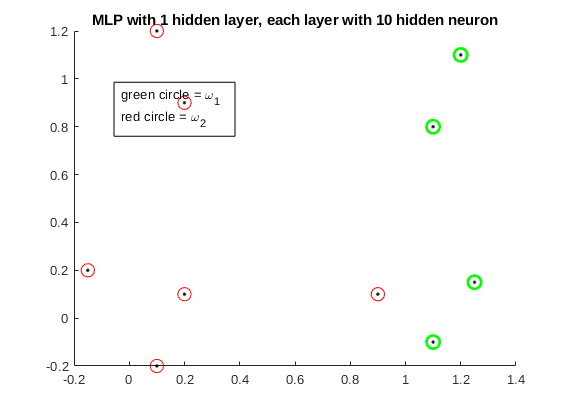 MLP with 1 hidden layer, each layer with 10 hidden neuron
1.2
1
0.8
0.6
0.4
0.2
0
-0.2
green circle = ω1
red circle = ω2
-0.2 0 0.2 0.4 0.6 0.8 1 1.2 1.4